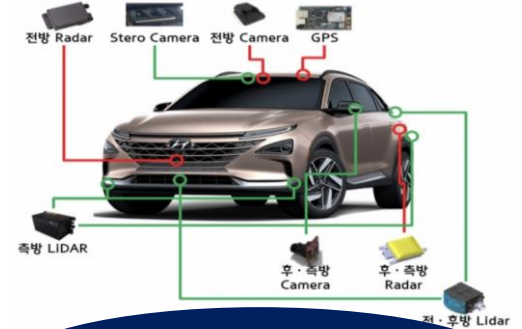 전방 Radar
Stero Camera
전방 Camera
GPS
측방 LiDAR
후 · 측방
Camera
후 · 측방
Radar
전 · 후방 Lidar